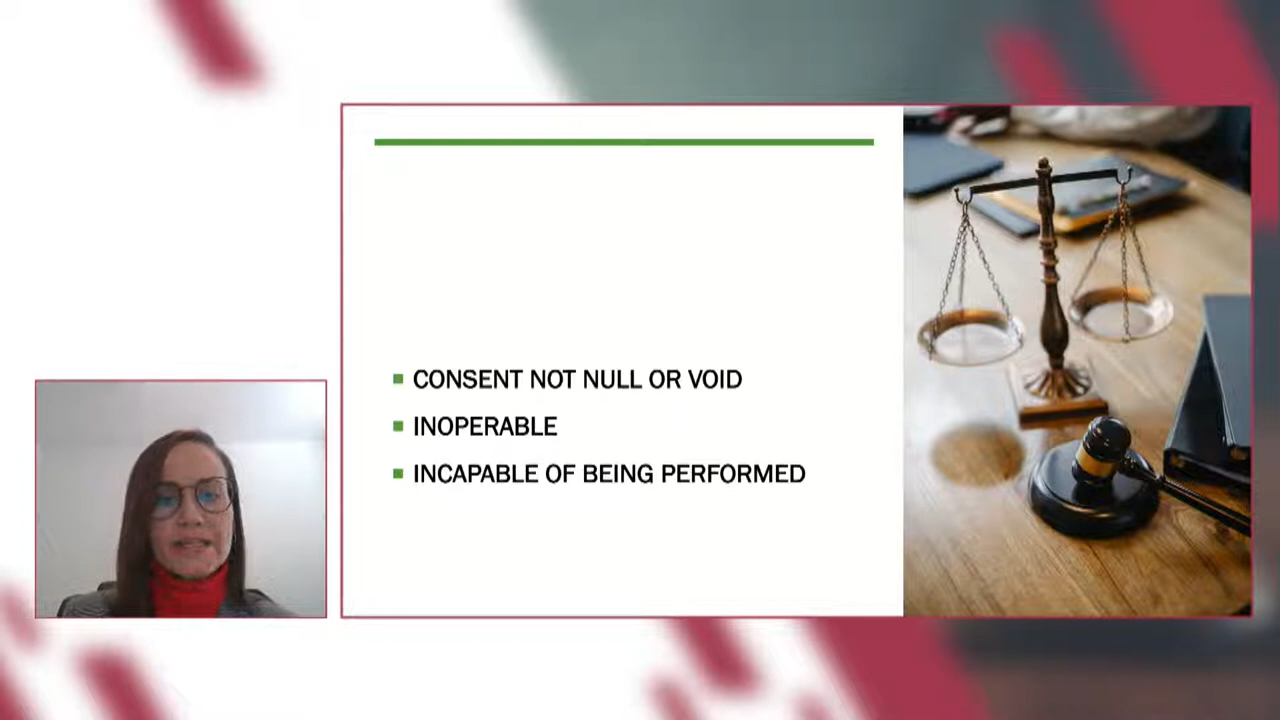 CONSENT NOT NULL OR VOID
INOPERABLE
INCAPABLE OF BEING PERFORMED